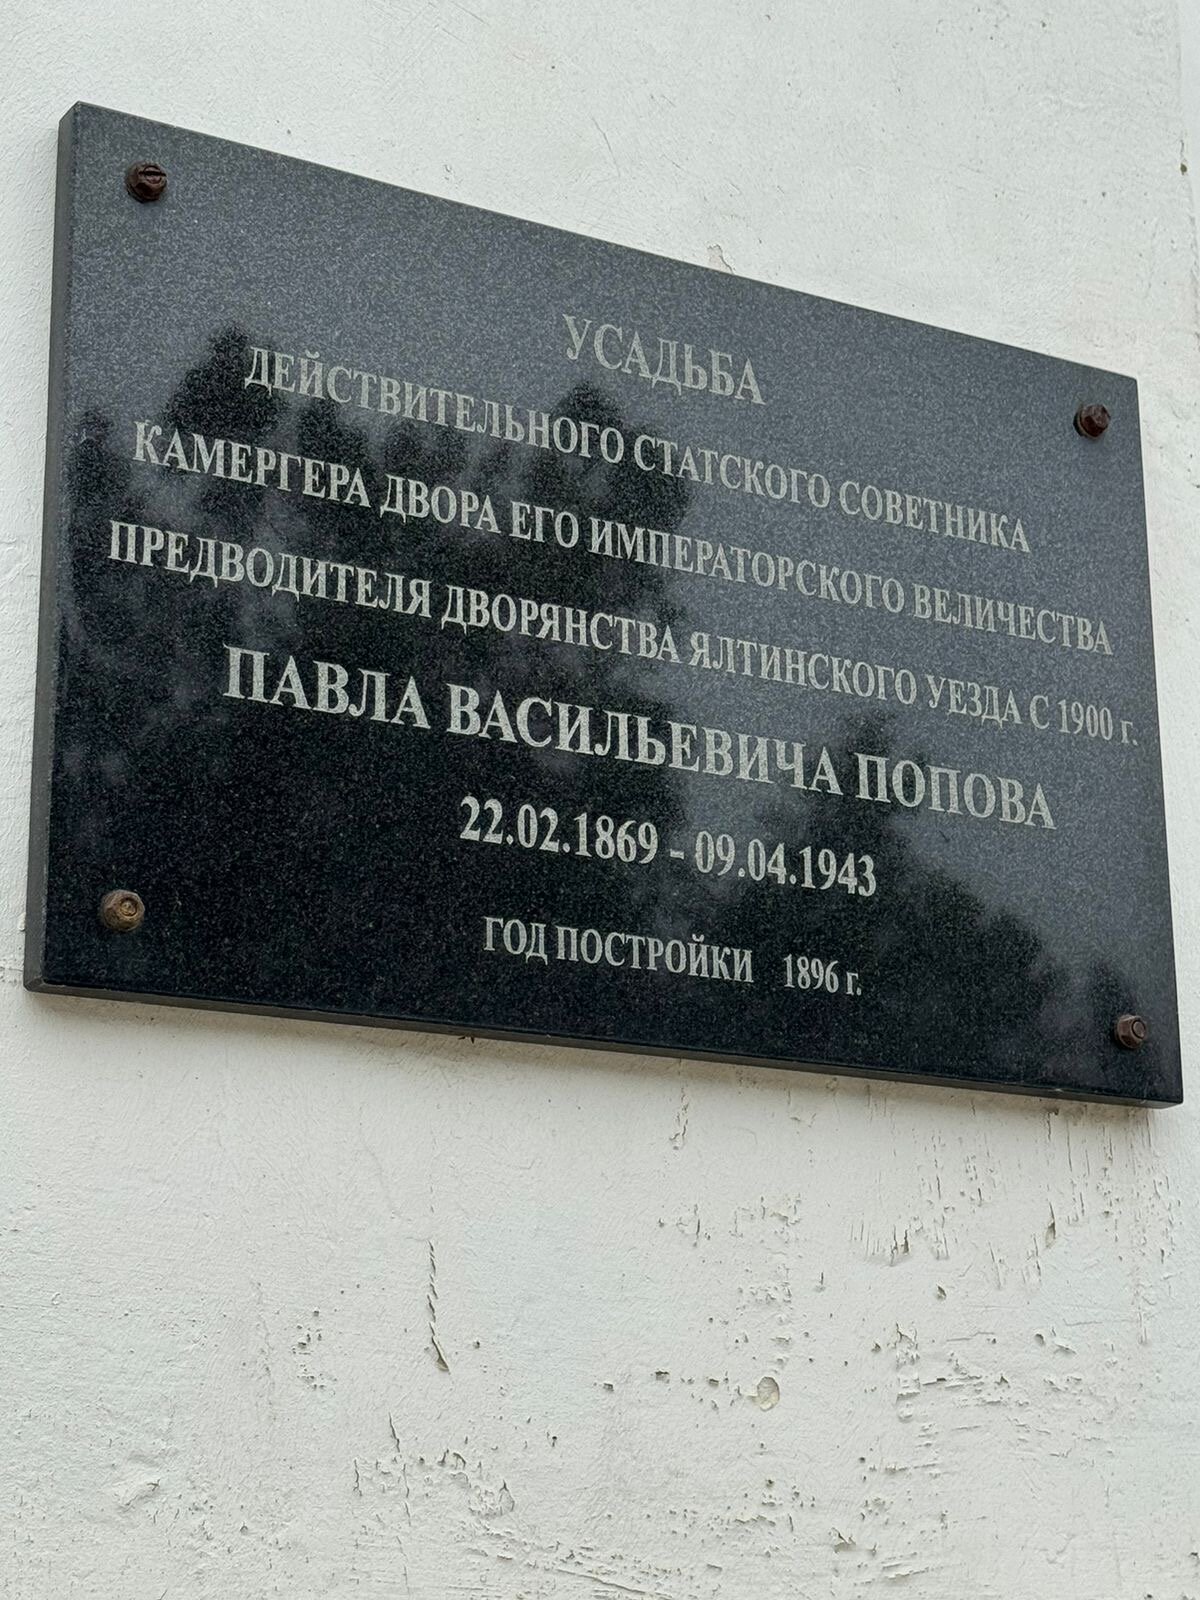 УСАДЬБА
ДЕЙСТВИТЕЛЬНОГО СТАТСКОГО СОВЕТНИКА
КАМЕРГЕРА ДВОРА ЕГО ИМПЕРАТОРСКОГО ВЕЛИЧЕСТВА
ПРЕДВОДИТЕЛЯ ДВОРЯНСТВА ЯЛТИНСКОГО УЕЗДА С 1900 г.
ПАВЛА ВАСИЛЬЕВИЧА ПОПОВА
22.02.1869 - 09.04.1943
ГОД ПОСТРОЙКИ 1896 г.